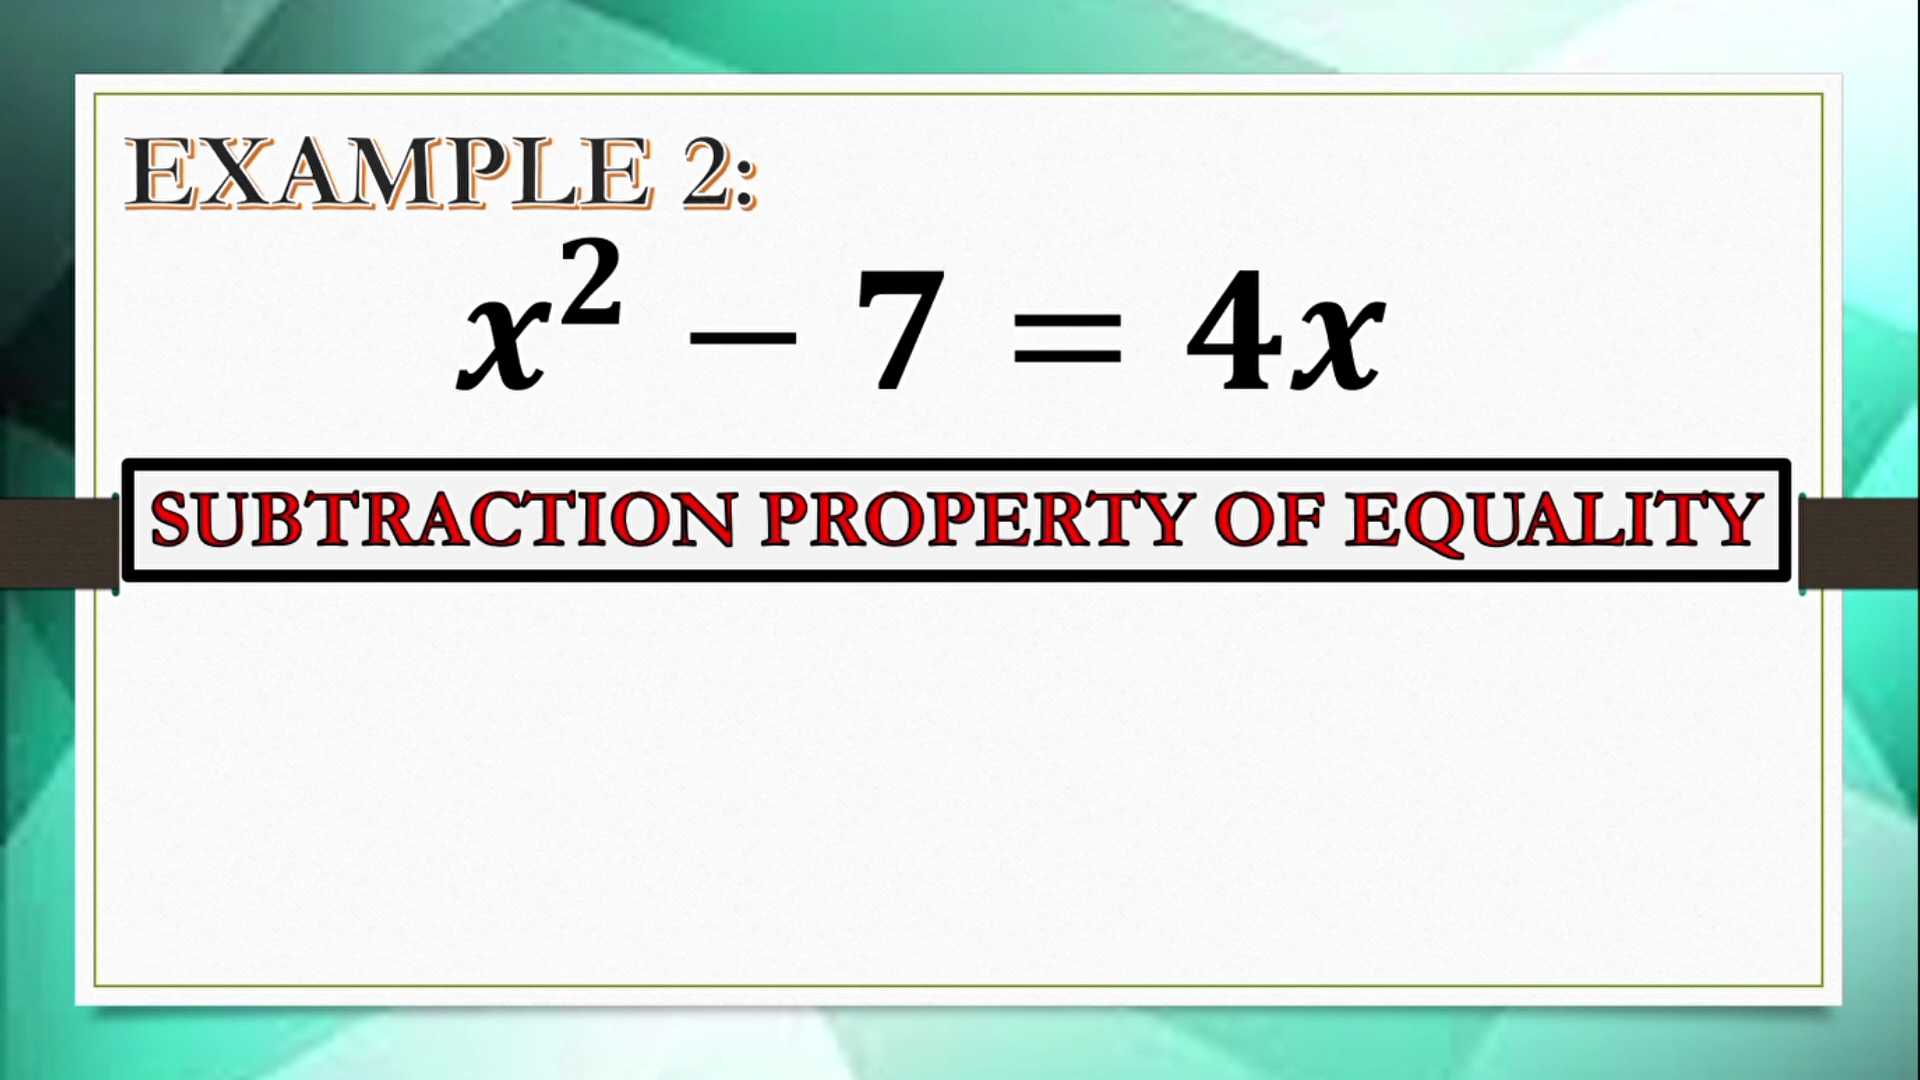 EXAMPLE 2:
x² − 7 = 4x
SUBTRACTION PROPERTY OF EQUALITY